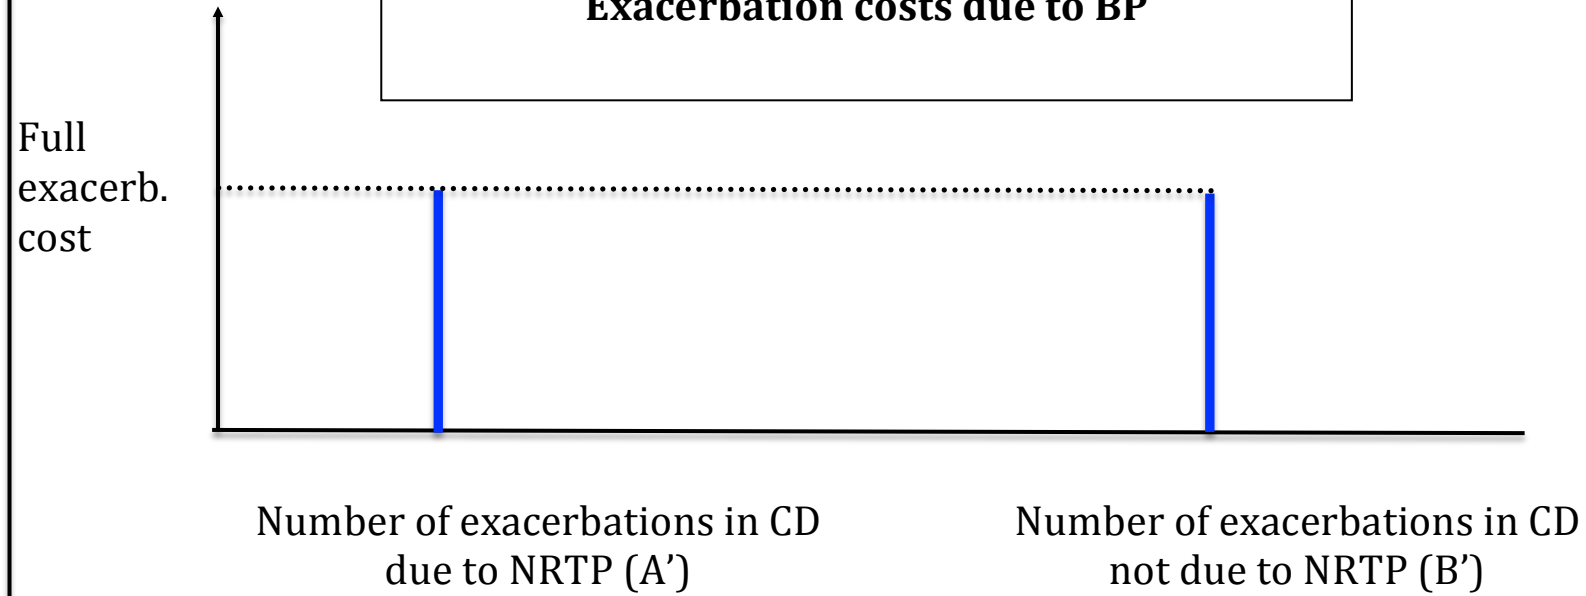 Exacerbation costs due to BP
Full
exacerb.
cost
Number of exacerbations in CD
due to NRTP (A’)
Number of exacerbations in CD
not due to NRTP (B’)